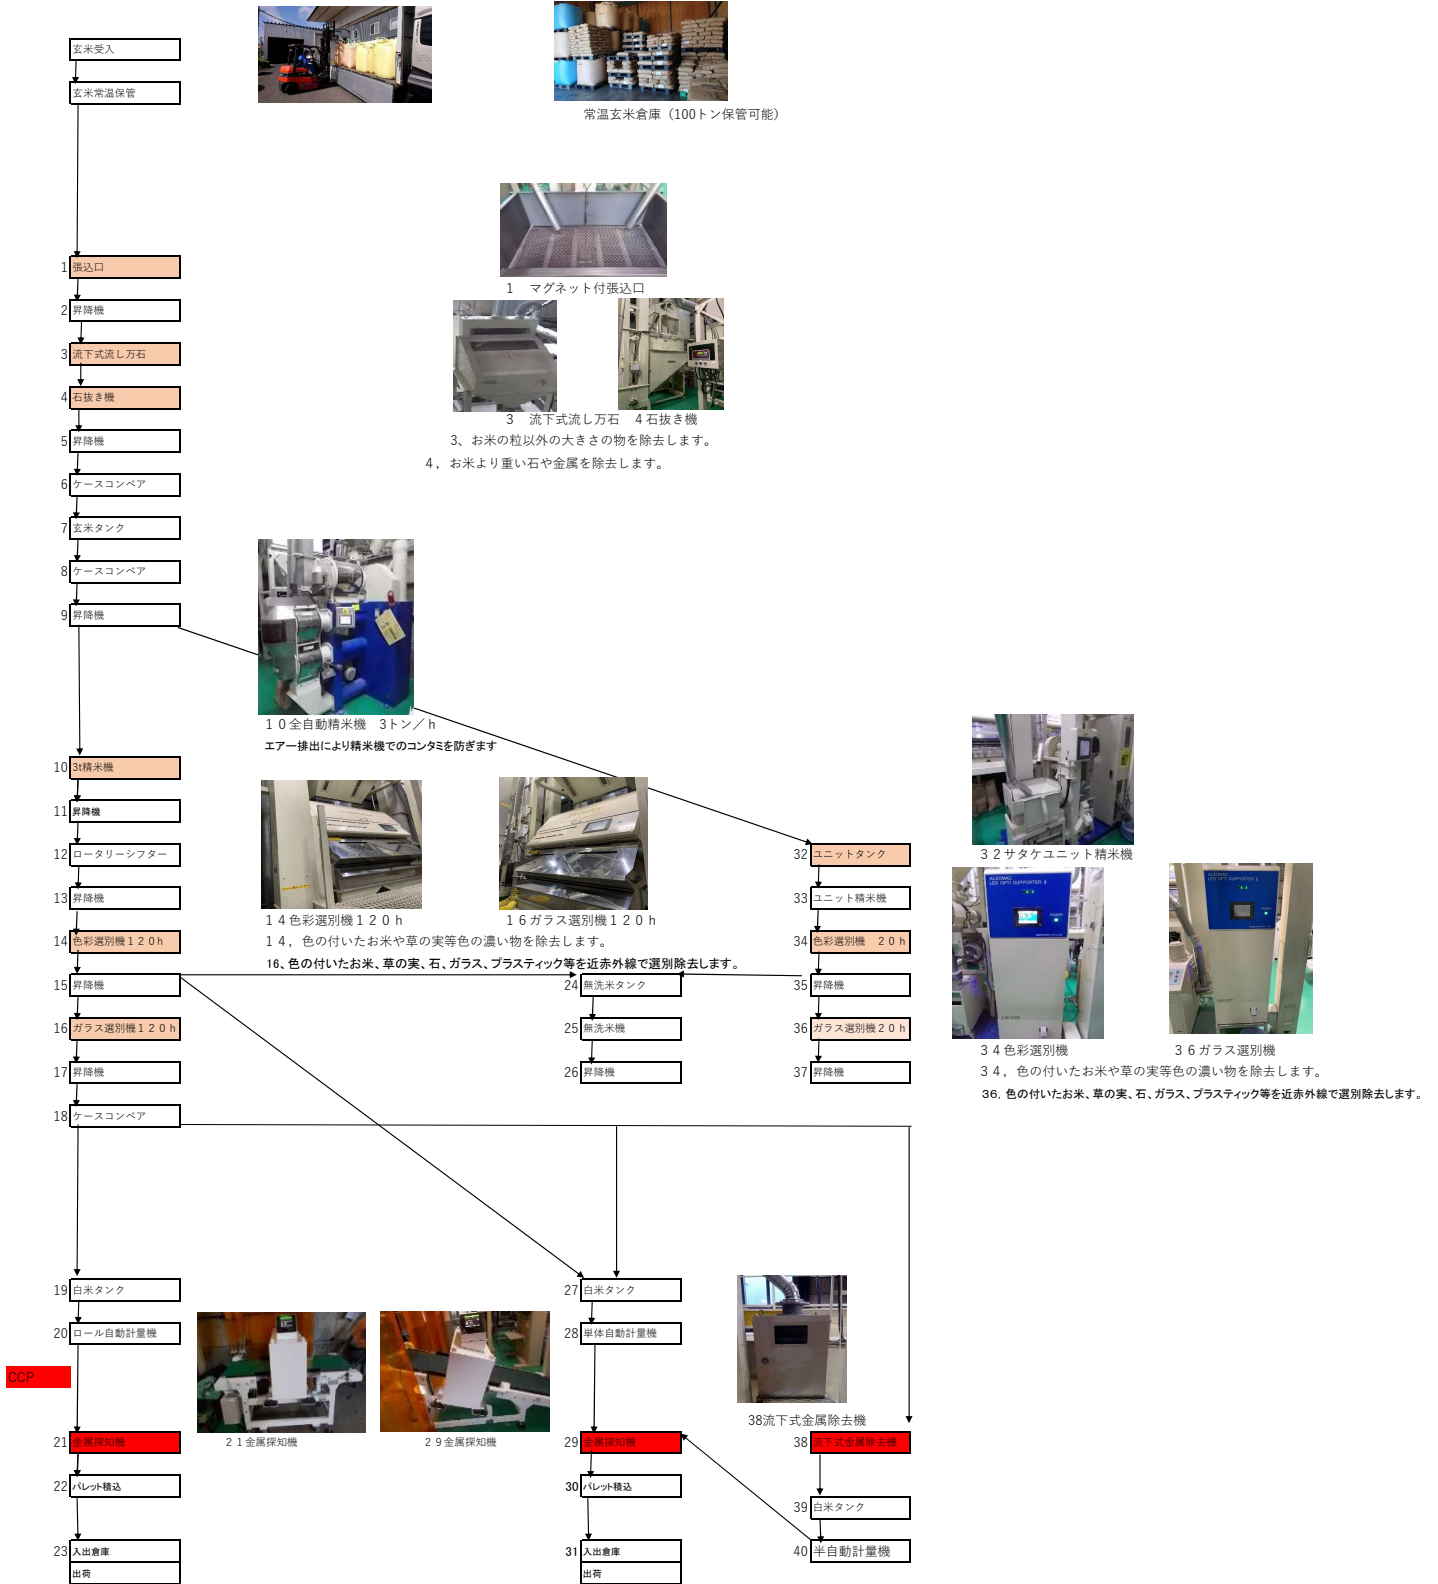 玄米受入
玄米常温保管
常温玄米倉庫（100トン保管可能）
1 張込口
1　マグネット付張込口
2 昇降機
3 流下式流し万石
4 石抜き機
3　流下式流し万石　4石抜き機
5 昇降機
3、お米の粒以外の大きさの物を除去します。
4，お米より重い石や金属を除去します。
6 ケースコンベア
7 玄米タンク
8 ケースコンベア
9 昇降機
10全自動精米機　3トン／h
エアー排出により精米機でのコンタミを防ぎます
10 3t精米機
11 昇降機
12 ロータリーシフター
32 ユニットタンク
32サタケユニット精米機
ALSOMAC
LED OPTI SUPPORTER Ⅱ
ALSOMAC
LED OPTI SUPPORTER Ⅱ
13 昇降機
33 ユニット精米機
14色彩選別機120h
16ガラス選別機120h
14 色彩選別機120h
14，色の付いたお米や草の実等色の濃い物を除去します。
34 色彩選別機　20h
16、色の付いたお米、草の実、石、ガラス、プラスティック等を近赤外線で選別除去します。
15 昇降機
24 無洗米タンク
35 昇降機
16 ガラス選別機120h
25 無洗米機
36 ガラス選別機20h
34色彩選別機
36ガラス選別機
17 昇降機
26 昇降機
37 昇降機
34，色の付いたお米や草の実等色の濃い物を除去します。
36．色の付いたお米、草の実、石、ガラス、プラスティック等を近赤外線で選別除去します。
18 ケースコンベア
19 白米タンク
27 白米タンク
20 ロール自動計量機
28 単体自動計量機
CCP
38流下式金属除去機
21 金属探知機
21金属探知機
29金属探知機
29 金属探知機
38 流下式金属除去機
22 パレット積込
30 パレット積込
39 白米タンク
23 入出倉庫
31 入出倉庫
40 半自動計量機
出荷
出荷